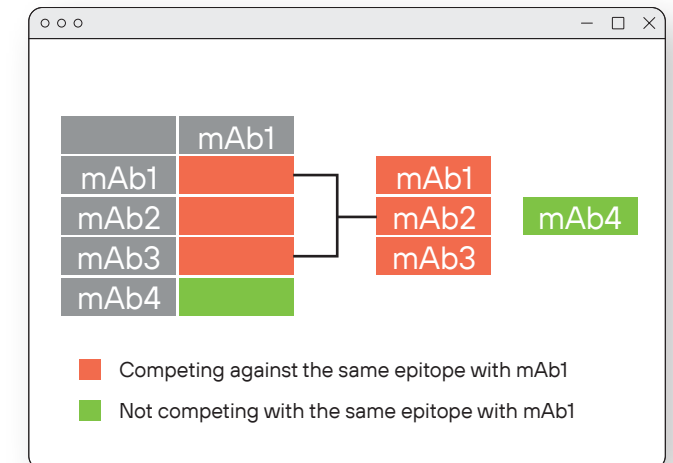 mAb1
mAb1 mAb1
mAb2 mAb2 mAb4
mAb3 mAb3
mAb4
Competing against the same epitope with mAb1
Not competing with the same epitope with mAb1